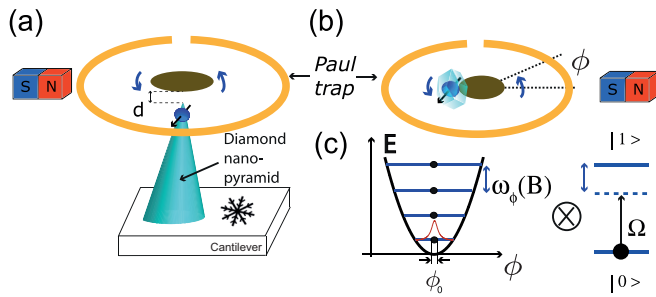 (a)
S N
d
Diamond
nano-
pyramid
Cantilever
Paul
trap
(b)
ϕ
S N
(c)
E
ω_ϕ(B)
ϕ
ϕ_0
⊗
| 1 >
Ω
| 0 >